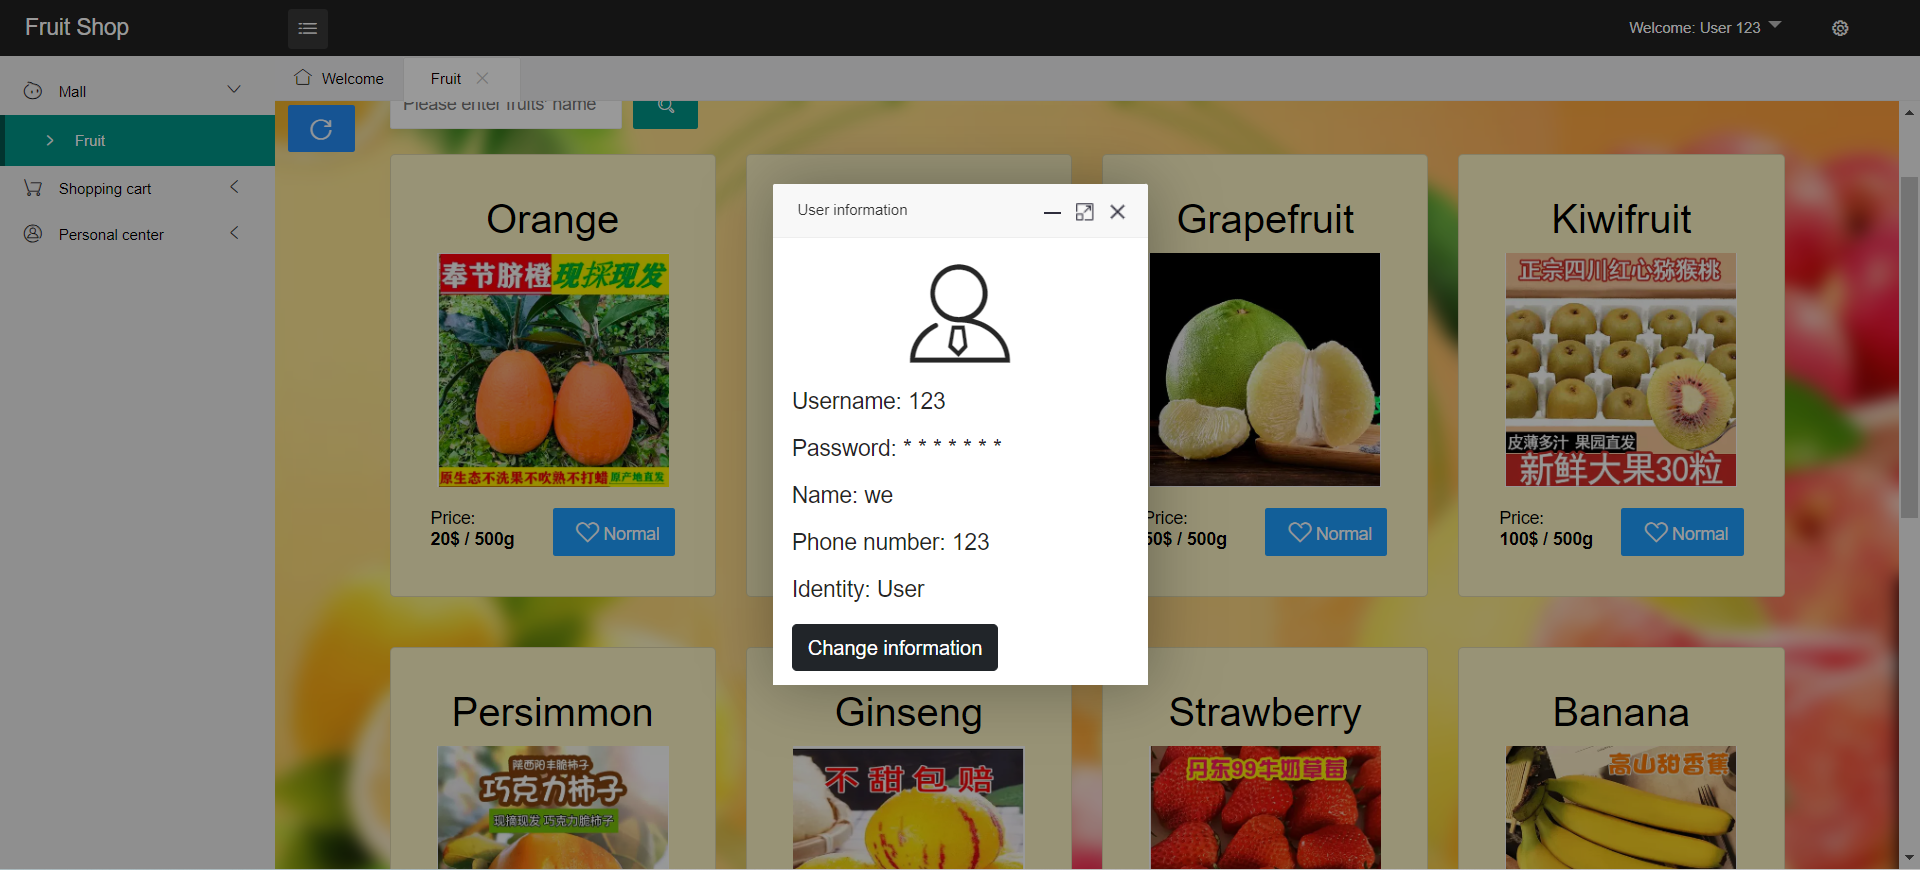 Fruit Shop
Welcome: User 123
Mall
Fruit
Shopping cart
Personal center
Welcome
Fruit
Please enter fruits' name
Orange
奉节脐橙现採现发
原生态不洗果不吹熟不打蜡 原产地直发
Price:
20$ / 500g
Normal
User information
Username: 123
Password: * * * * * * *
Name: we
Phone number: 123
Identity: User
Change information
Grapefruit
Price:
50$ / 500g
Normal
Kiwifruit
正宗四川红心猕猴桃
皮薄多汁 果园直发
新鲜大果30粒
Price:
100$ / 500g
Normal
Persimmon
陕西阳丰脆柿子
巧克力柿子
现摘现发 巧克力脆柿子
Ginseng
不甜包赔
Strawberry
丹东99牛奶草莓
Banana
高山甜香蕉